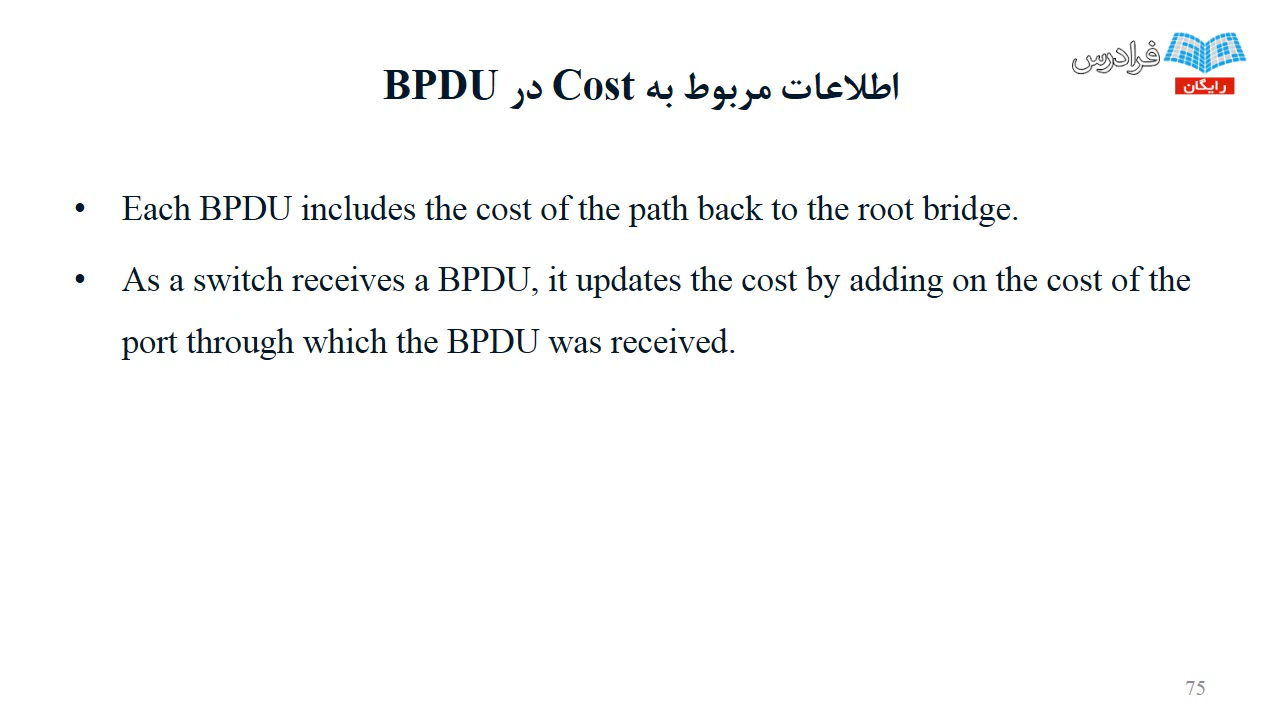 فرادرس
رایگان
اطلاعات مربوط به Cost در BPDU
• Each BPDU includes the cost of the path back to the root bridge.
• As a switch receives a BPDU, it updates the cost by adding on the cost of the
port through which the BPDU was received.
75